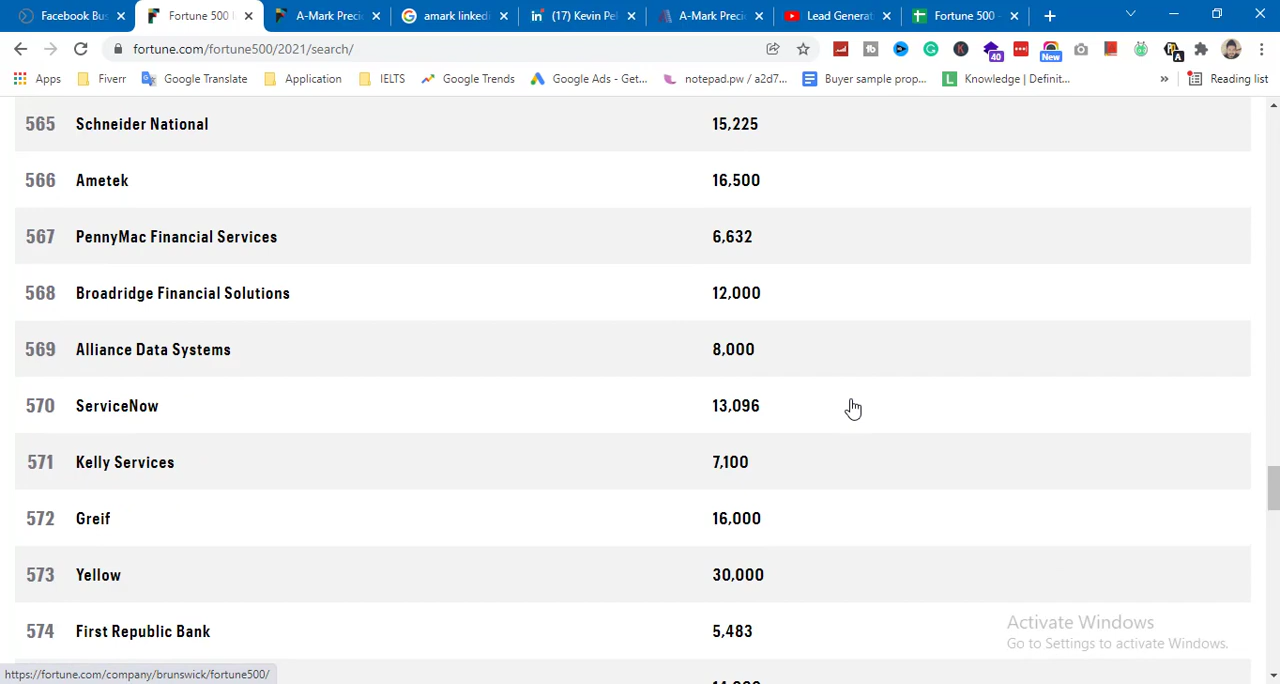 Facebook Bus
Fortune 500
A-Mark Preci
amark linked
(17) Kevin Pe
A-Mark Preci
Lead Generat
Fortune 500 -
fortune.com/fortune500/2021/search/
40
New
A
Apps
Fiverr
Google Translate
Application
IELTS
Google Trends
Google Ads - Get...
notepad.pw / a2d7...
Buyer sample prop...
L
Knowledge | Definit...
»
Reading list
565 Schneider National 15,225
566 Ametek 16,500
567 PennyMac Financial Services 6,632
568 Broadridge Financial Solutions 12,000
569 Alliance Data Systems 8,000
570 ServiceNow 13,096
571 Kelly Services 7,100
572 Greif 16,000
573 Yellow 30,000
574 First Republic Bank 5,483
Activate Windows
Go to Settings to activate Windows.
https://fortune.com/company/brunswick/fortune500/